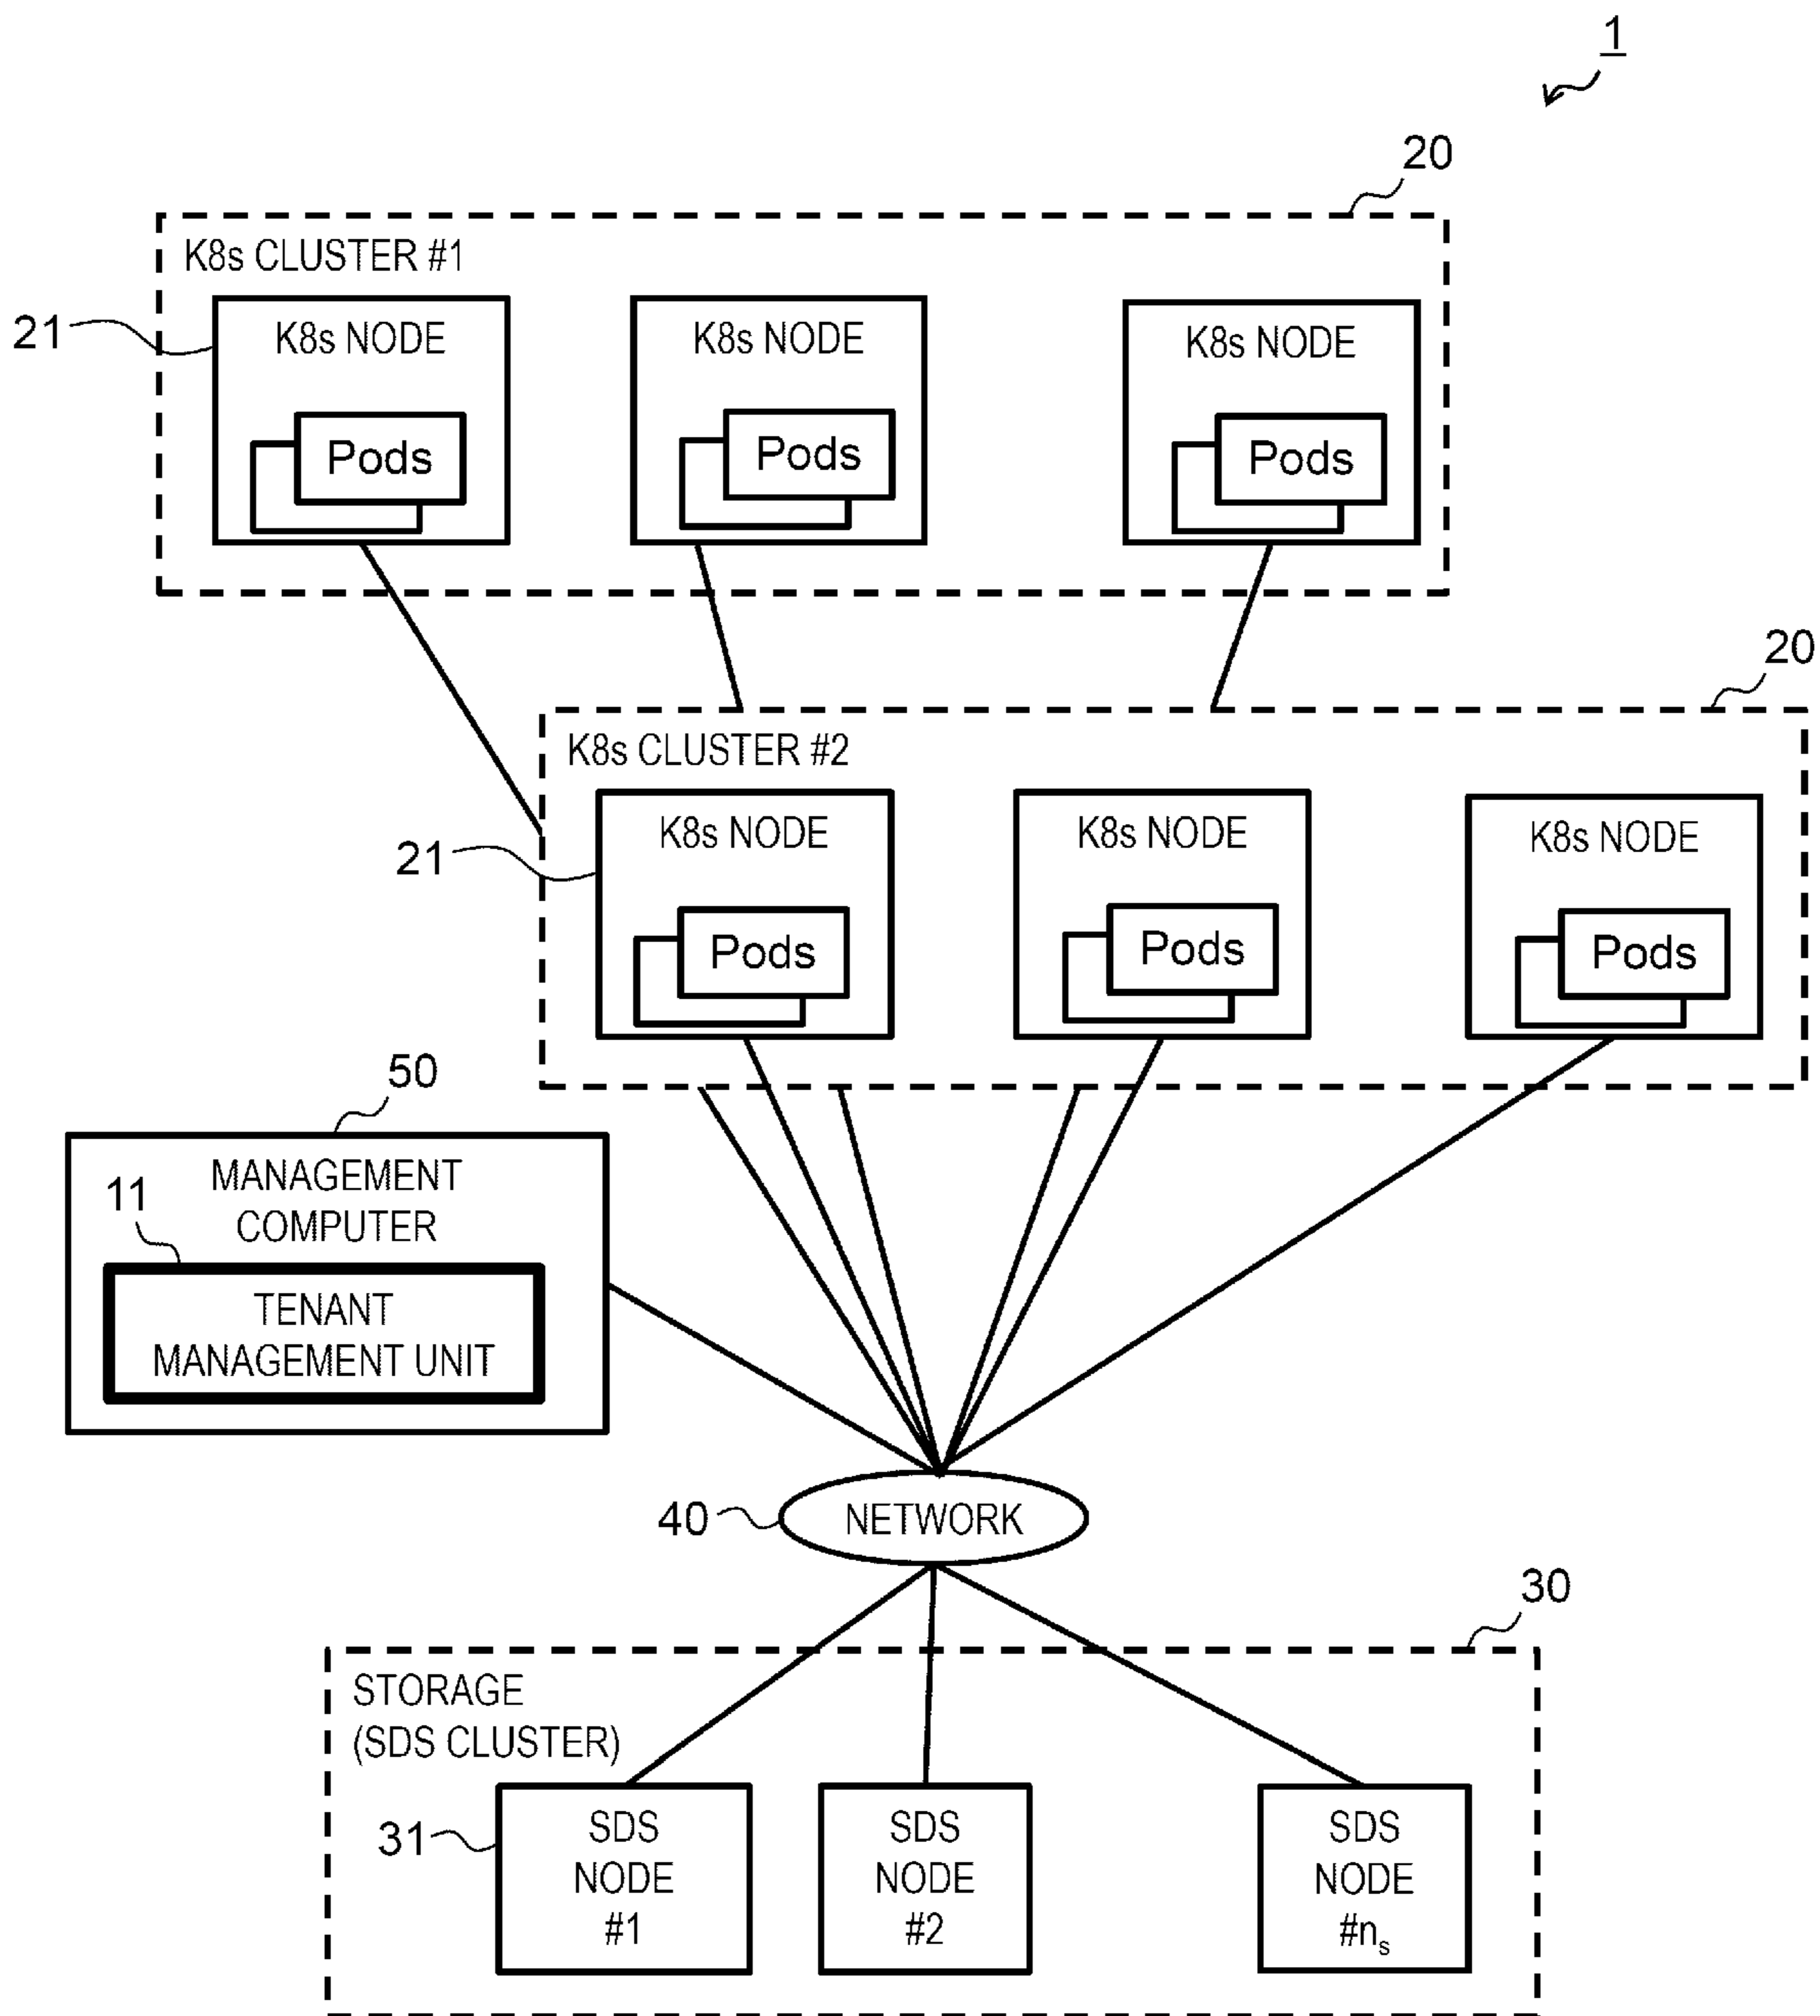 1
20
K8s CLUSTER #1
21
K8s NODE
K8s NODE
K8s NODE
Pods
Pods
Pods
20
K8s CLUSTER #2
21
K8s NODE
K8s NODE
K8s NODE
Pods
Pods
Pods
50
MANAGEMENT
COMPUTER
11
TENANT
MANAGEMENT UNIT
40
NETWORK
30
STORAGE
(SDS CLUSTER)
31
SDS
NODE
#1
SDS
NODE
#2
SDS
NODE
#nₛ